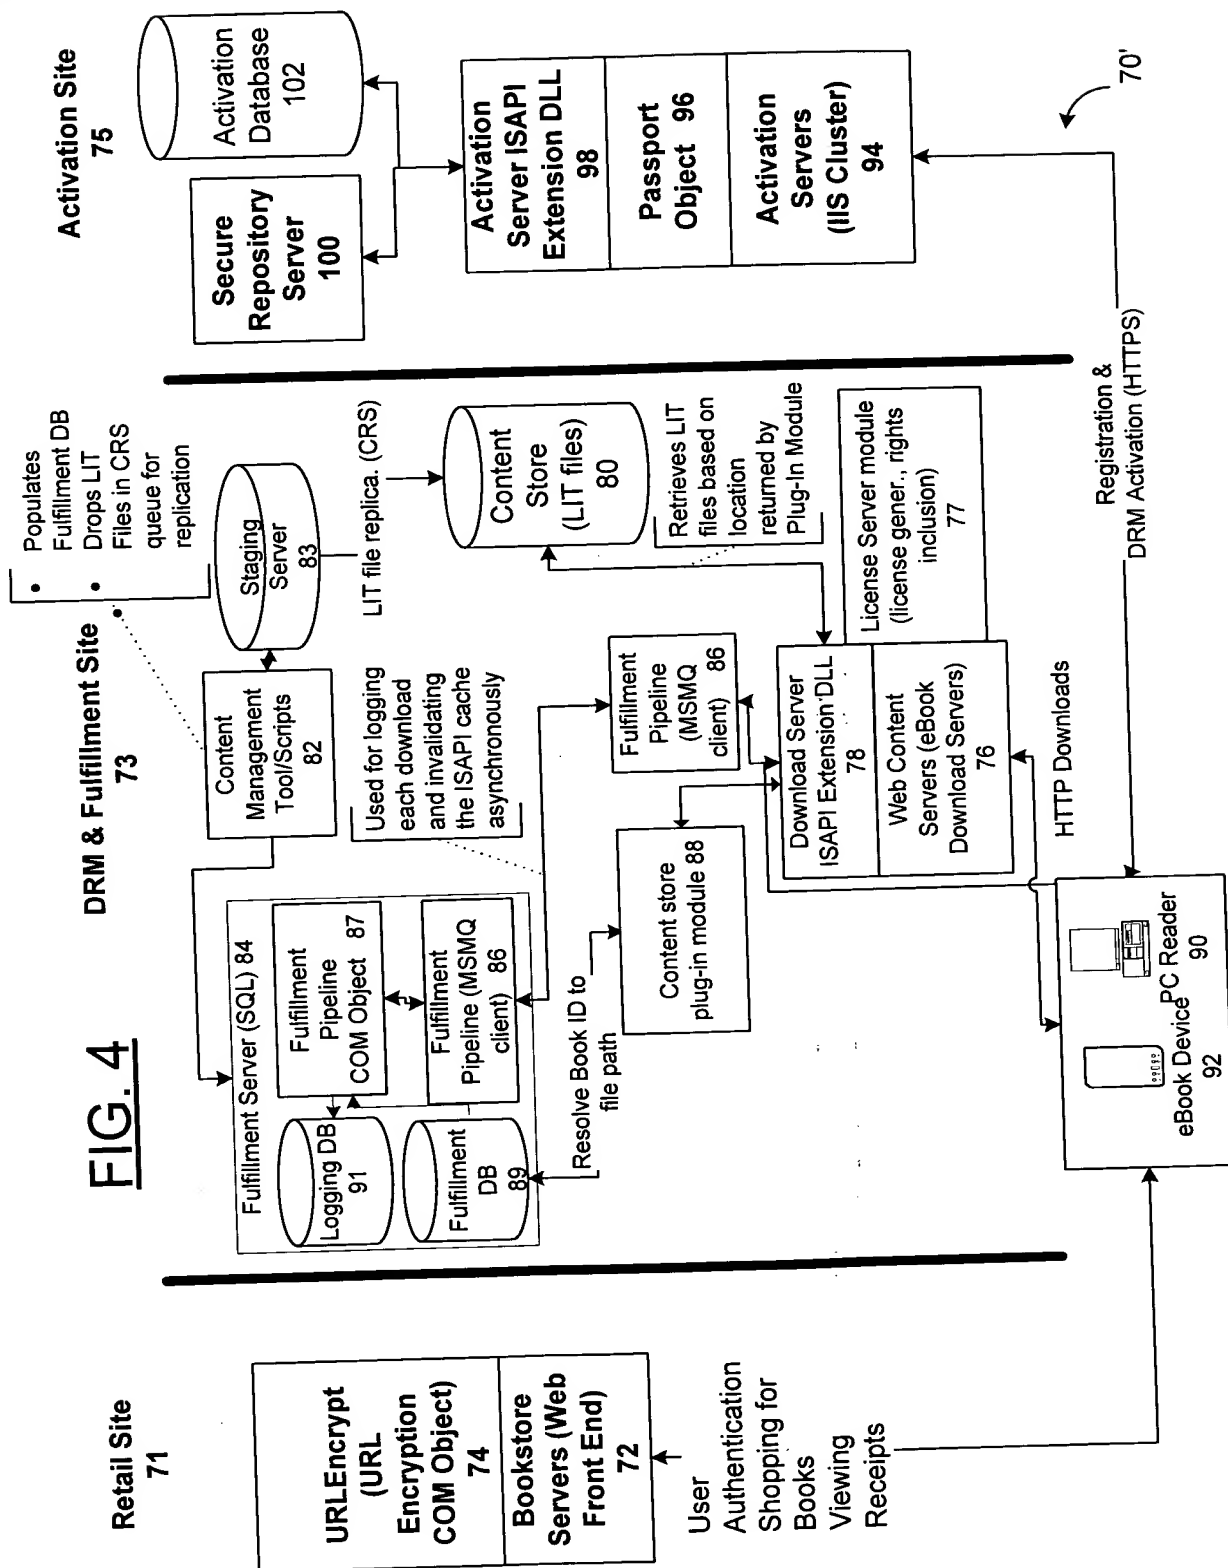 FIG. 4
Retail Site
71
URLEncrypt
(URL
Encryption
COM Object)
74
Bookstore
Servers (Web
Front End)
72
User
Authentication
Shopping for
Books
Viewing
Receipts
DRM & Fulfillment Site
73
Fulfillment Server (SQL) 84
Logging DB
91
Fulfillment
DB
89
Fulfillment
Pipeline
COM Object 87
Fulfillment
Pipeline (MSMQ
client) 86
Resolve Book ID to
file path
Content
Management
Tool/Scripts
82
• Populates
Fulfillment DB
• Drops LIT
Files in CRS
queue for
replication
Staging
Server
83
LIT file replica. (CRS)
Used for logging
each download
and invalidating
the ISAPI cache
asynchronously
Content
Store
(LIT files)
80
Retrieves LIT
files based on
location
returned by
Plug-In Module
Fulfillment
Pipeline
(MSMQ
client) 86
Content store
plug-in module 88
Download Server
ISAPI Extension DLL
78
Web Content
Servers (eBook
Download Servers)
76
License Server module
(license gener., rights
inclusion)
77
HTTP Downloads
eBook Device
92
PC Reader
90
Activation Site
75
Secure
Repository
Server
100
Activation
Database
102
Activation
Server ISAPI
Extension DLL
98
Passport
Object 96
Activation
Servers
(IIS Cluster)
94
Registration &
DRM Activation (HTTPS)
70'